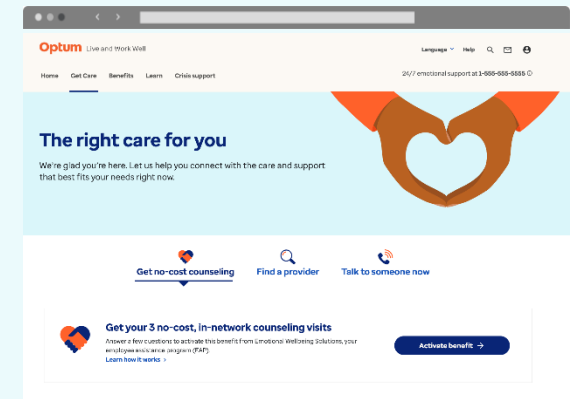 Optum Live and Work Well
Language Help
Home Get Care Benefits Learn Crisis support
24/7 emotional support at 1-555-555-5555
The right care for you
We're glad you're here. Let us help you connect with the care and support
that best fits your needs right now.
Get no-cost counseling Find a provider Talk to someone now
Get your 3 no-cost, in-network counseling visits
Answer a few questions to activate this benefit from Emotional Wellbeing Solutions, your
employee assistance program (EAP).
Learn how it works >
Activate benefit →